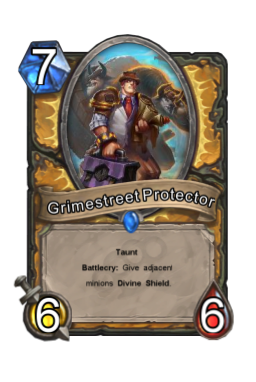 7
Grimestreet Protector
Taunt
Battlecry: Give adjacent
minions Divine Shield.
6 6